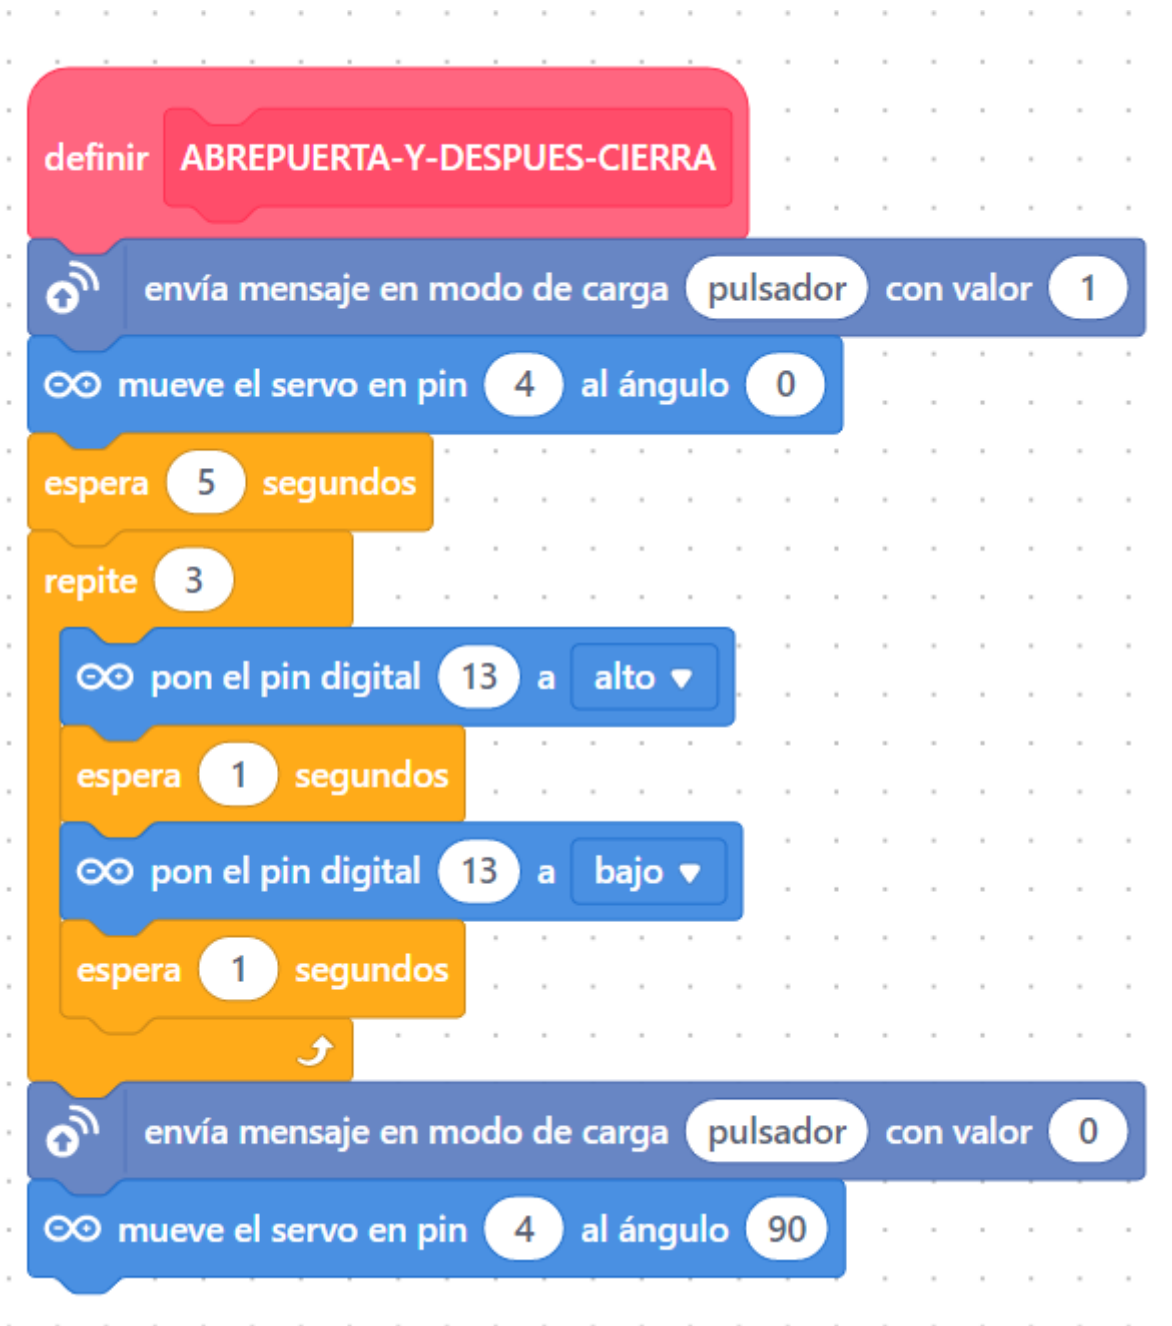 definir ABREPUERTA-Y-DESPUES-CIERRA
envía mensaje en modo de carga pulsador con valor 1
mueve el servo en pin 4 al ángulo 0
espera 5 segundos
repite 3
pon el pin digital 13 a alto
espera 1 segundos
pon el pin digital 13 a bajo
espera 1 segundos
envía mensaje en modo de carga pulsador con valor 0
mueve el servo en pin 4 al ángulo 90